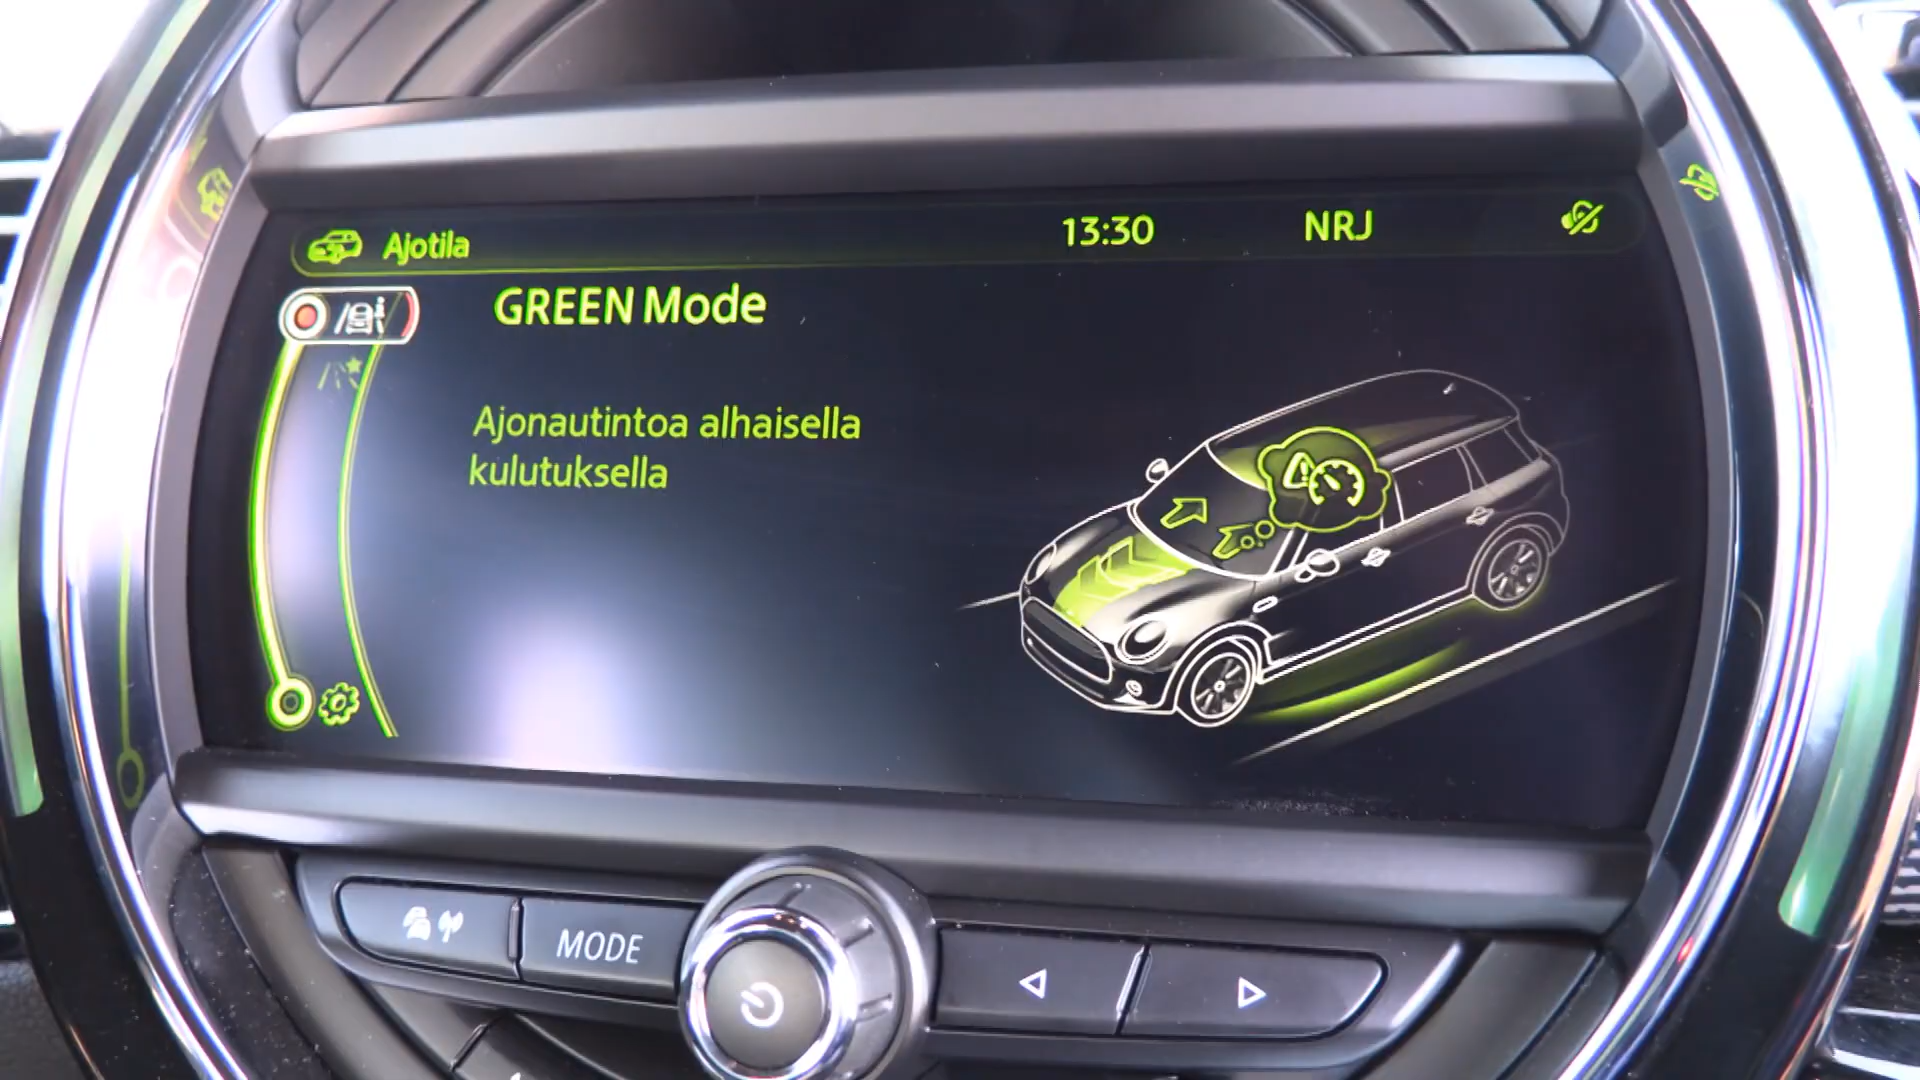 Ajotila 13:30 NRJ
GREEN Mode
Ajonautintoa alhaisella
kulutuksella
MODE